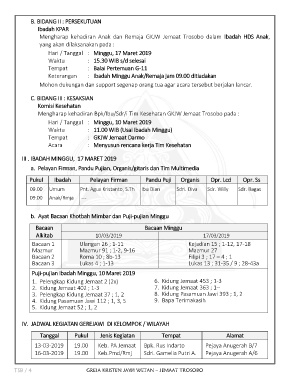 B. BIDANG II : PERSEKUTUAN
Ibadah KPAR
Mengharap kehadiran Anak dan Remaja GKJW Jemaat Trosobo dalam Ibadah HDS Anak,
yang akan dilaksanakan pada :
Hari / Tanggal : Minggu, 17 Maret 2019
Waktu : 15.30 WIB s/d selesai
Tempat : Balai Pertemuan G-11
Keterangan : Ibadah Minggu Anak/Remaja jam 09.00 ditiadakan
Mohon dukungan dan support segenap orang tua agar acara tersebut berjalan lancar.
C. BIDANG III : KESAKSIAN
Komisi Kesehatan
Mengharap kehadiran Bpk/Ibu/Sdr/i Tim Kesehatan GKJW Jemaat Trosobo pada :
Hari / Tanggal : Minggu, 10 Maret 2019
Waktu : 11.00 WIB (Usai Ibadah Minggu)
Tempat : GKJW Jemaat Darmo
Acara : Menyusun rencana kerja Tim Kesehatan
III . IBADAH MINGGU, 17 MARET 2019
a. Pelayan Firman, Pandu Pujian, Organis/gitaris dan Tim Multimedia
Pukul Ibadah Pelayan Firman Pandu Puji Organis Opr. Lcd Opr. Ss
Umum Pnt. Agus Kristanto, S.Th Ibu Dian Sdri. Diva Sdr. Willy Sdr. Bagas
09.00 Anak/Rmja
b. Ayat Bacaan Khotbah Mimbar dan Puji-pujian Minggu
Bacaan Alkitab Bacaan Minggu
10/03/2019 17/03/2019
Bacaan 1 Ulangan 26 : 1-11 Kejadian 15 : 1-12, 17-18
Mazmur Mazmur 91 : 1-2, 9-16 Mazmur 27
Bacaan 2 Roma 10 : 8b-13 Filipi 3 : 17 – 4 : 1
Bacaan 3 Lukas 4 : 1-13 Lukas 13 : 31-35 / 9 : 28-43a
Puji-pujian Ibadah Minggu, 10 Maret 2019
1. Pelengkap Kidung Jemaat 2 (2x)
2. Kidung Jemaat 402 ; 1-3
3. Pelengkap Kidung Jemaat 37 ; 1, 2
4. Kidung Pasamuan Jawi 112 ; 1, 3, 5
5. Kidung Jemaat 52 ; 1, 2
6. Kidung Jemaat 453 ; 1-3
7. Kidung Jemaat 363 ; 1-
8. Kidung Pasamuan Jawi 393 ; 1, 2
9. Bapa Terimakasih
IV. JADWAL KEGIATAN GEREJAWI DI KELOMPOK / WILAYAH
Tanggal Pukul Jenis Kegiatan Tempat Alamat
13-03-2019 19.00 Keb. PA Jemaat Bpk. Rus Indarto Pejaya Anugerah B/7
16-03-2019 19.00 Keb.Pmd/Rmj Sdri. Gamelia Putri A. Pejaya Anugerah A/6
GREJA KRISTEN JAWI WETAN – JEMAAT TROSOBO